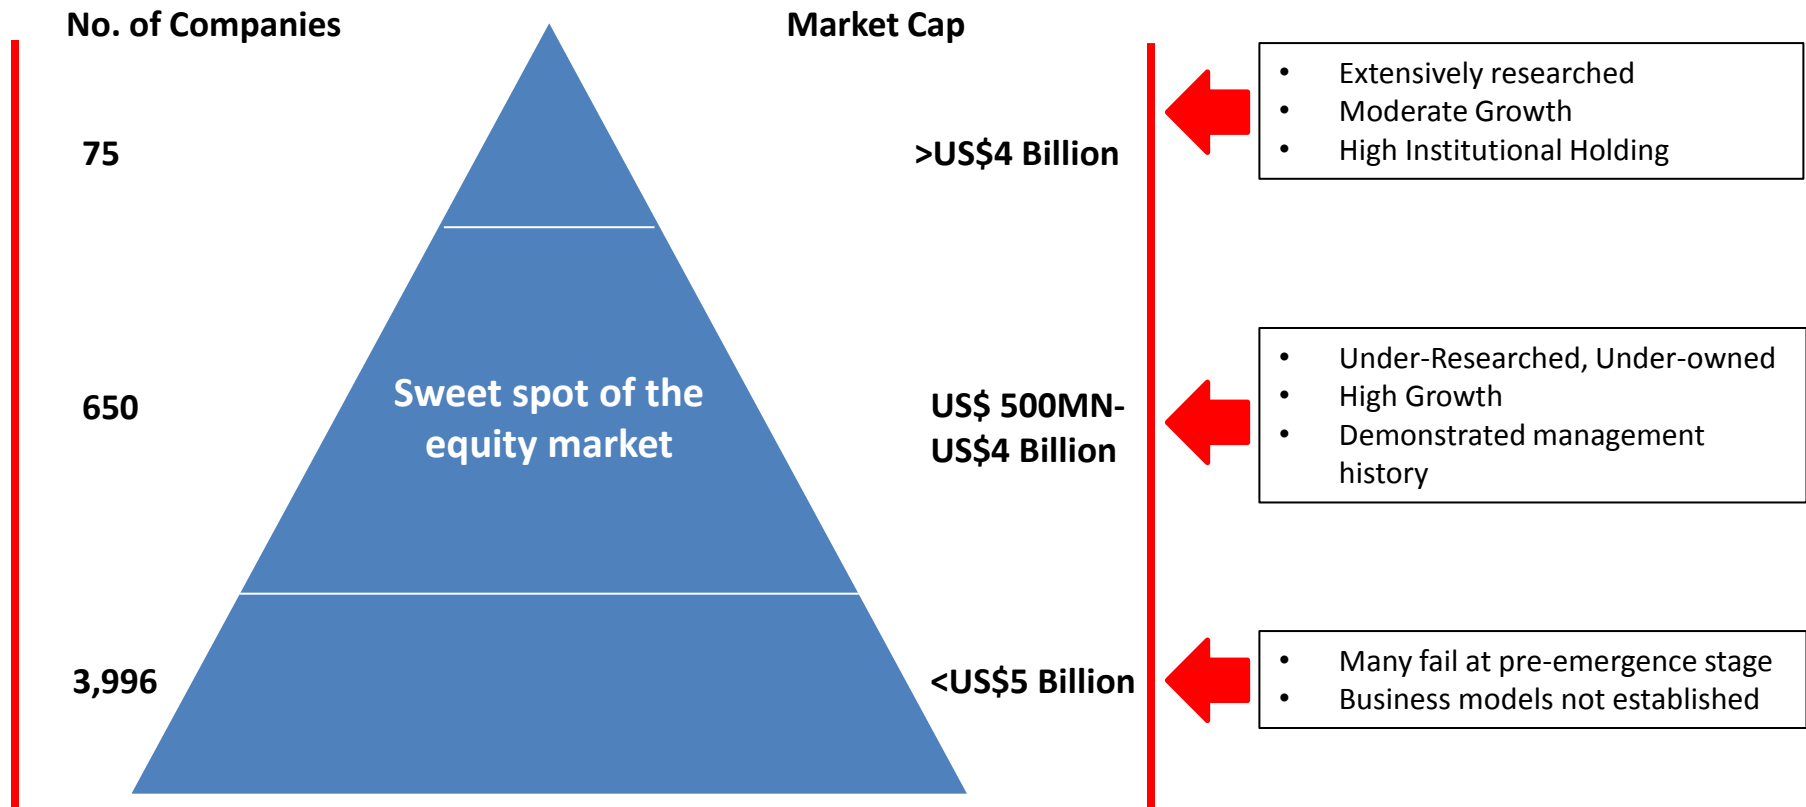 No. of Companies
Market Cap
75
>US$4 Billion
• Extensively researched
• Moderate Growth
• High Institutional Holding
650
Sweet spot of the
equity market
US$ 500MN-
US$4 Billion
• Under-Researched, Under-owned
• High Growth
• Demonstrated management
history
3,996
<US$5 Billion
• Many fail at pre-emergence stage
• Business models not established